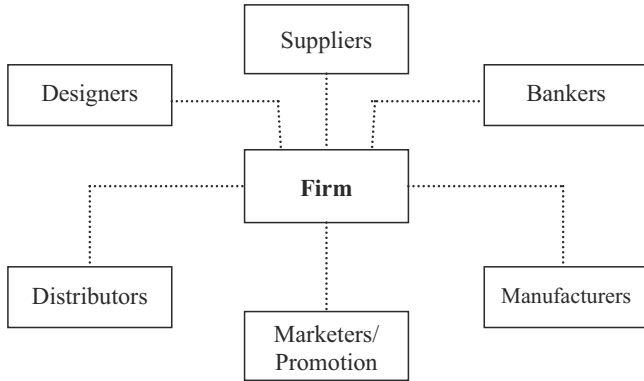 Suppliers
Designers
Bankers
Firm
Distributors
Manufacturers
Marketers/
Promotion